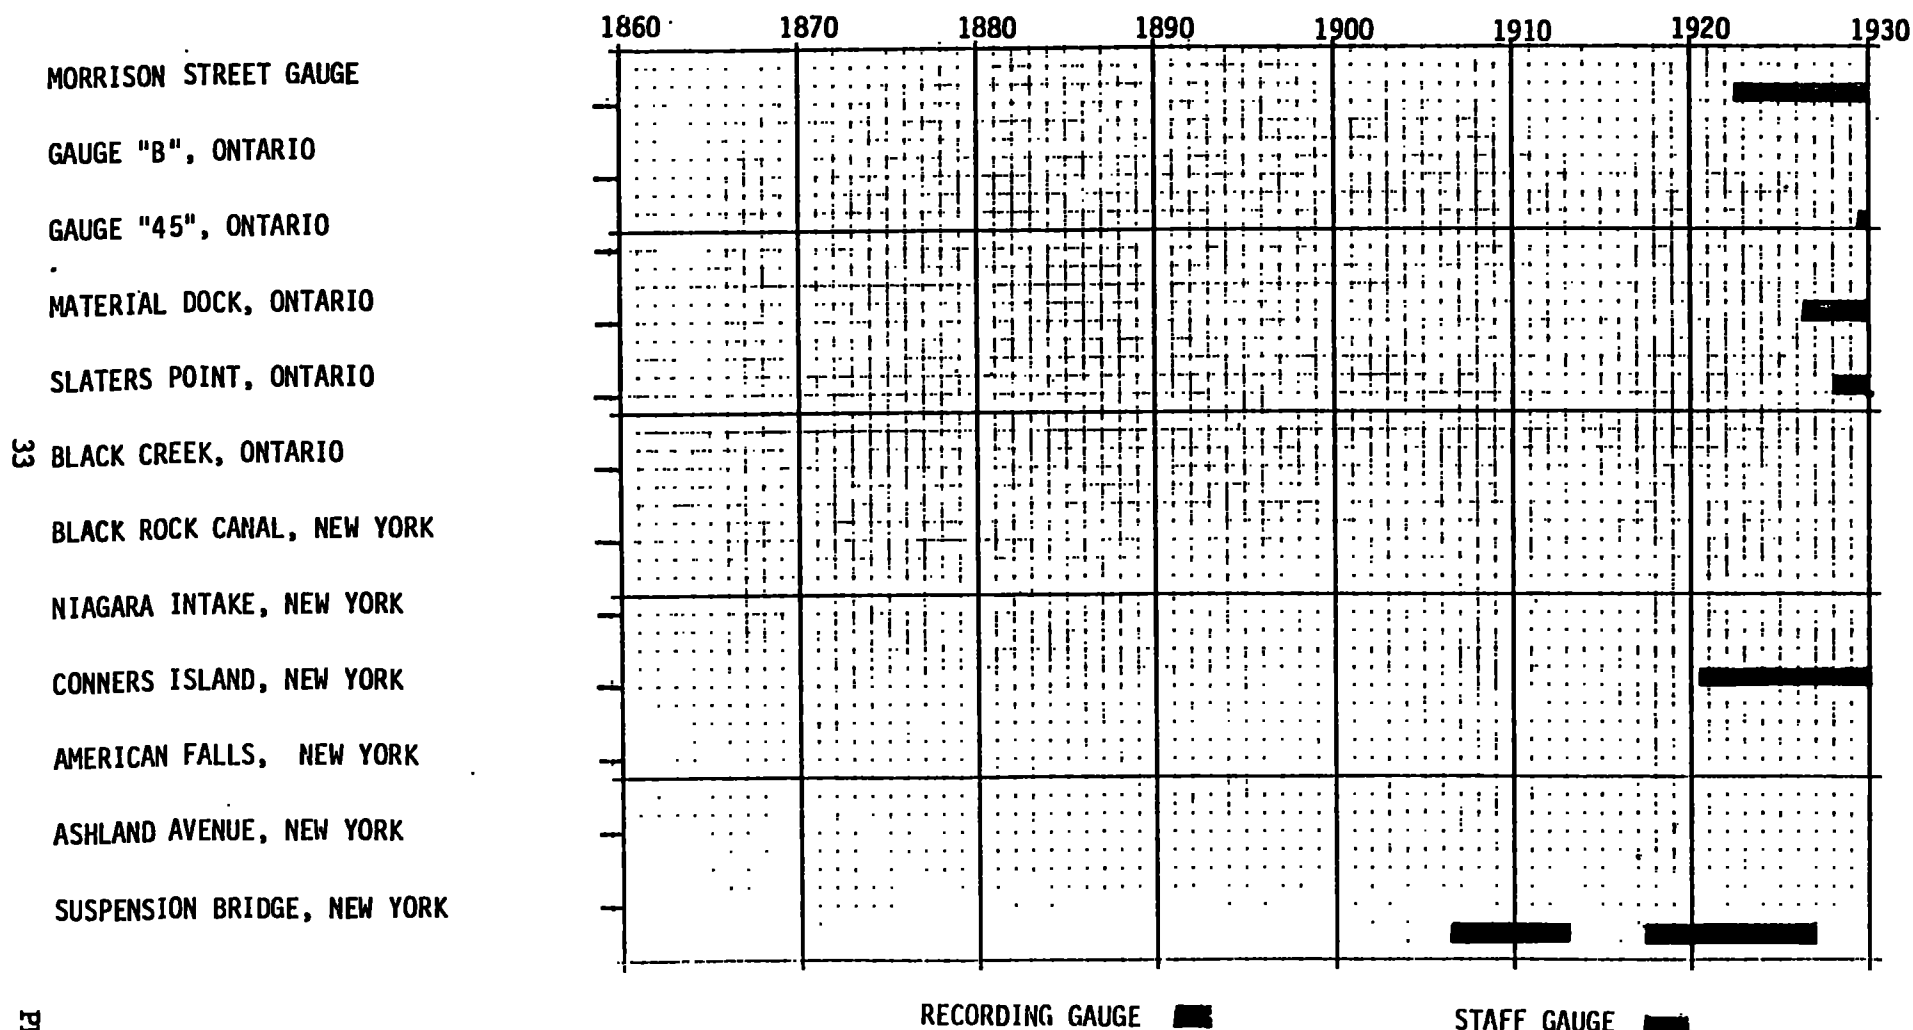 1860 1870 1880 1890 1900 1910 1920 1930
MORRISON STREET GAUGE
GAUGE "B", ONTARIO
GAUGE "45", ONTARIO
MATERIAL DOCK, ONTARIO
SLATERS POINT, ONTARIO
33
BLACK CREEK, ONTARIO
BLACK ROCK CANAL, NEW YORK
NIAGARA INTAKE, NEW YORK
CONNERS ISLAND, NEW YORK
AMERICAN FALLS, NEW YORK
ASHLAND AVENUE, NEW YORK
SUSPENSION BRIDGE, NEW YORK
RECORDING GAUGE STAFF GAUGE